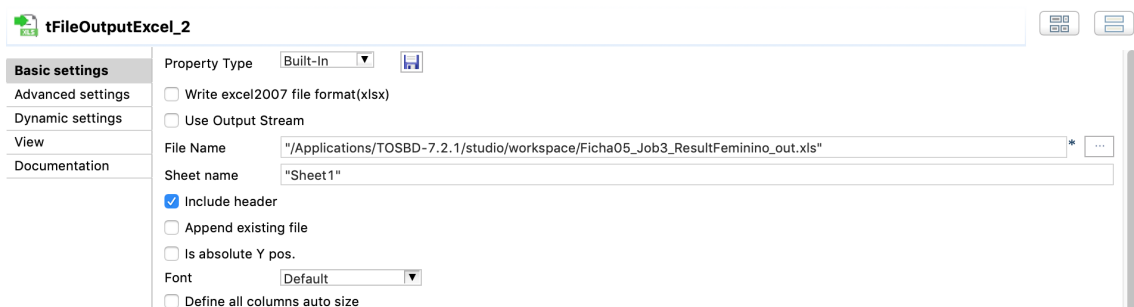 XLS tFileOutputExcel_2
Basic settings
Advanced settings
Dynamic settings
View
Documentation
Property Type Built-In
Write excel2007 file format(xlsx)
Use Output Stream
File Name "/Applications/TOSBD-7.2.1/studio/workspace/Ficha05_Job3_ResultFeminino_out.xls" * ...
Sheet name "Sheet1"
Include header
Append existing file
Is absolute Y pos.
Font Default
Define all columns auto size